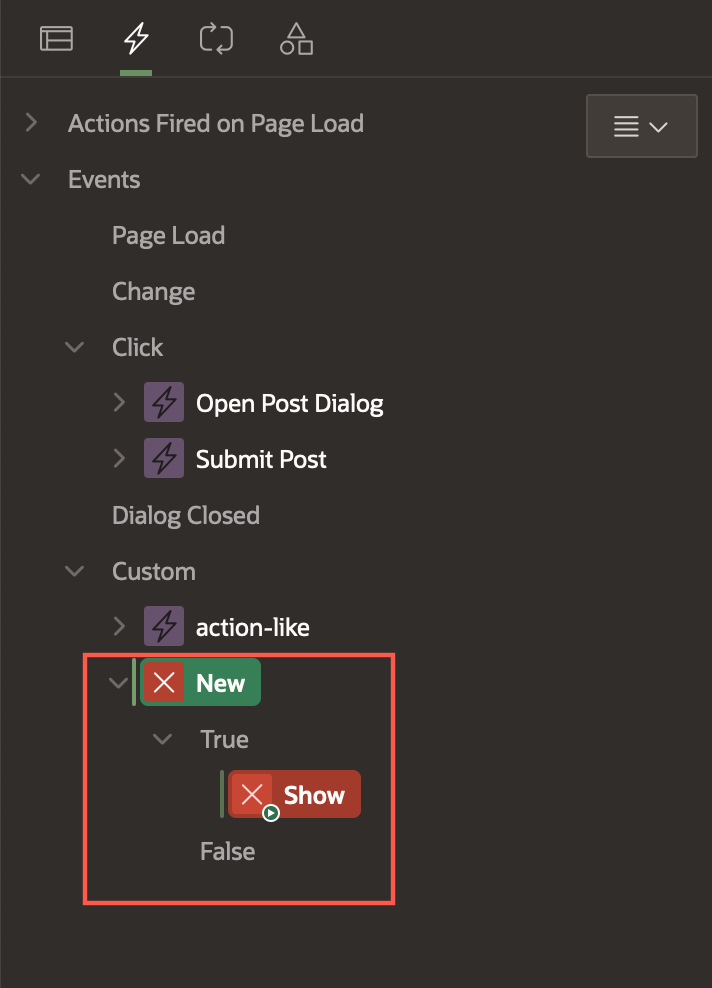 Actions Fired on Page Load
Events
Page Load
Change
Click
Open Post Dialog
Submit Post
Dialog Closed
Custom
action-like
New
True
Show
False